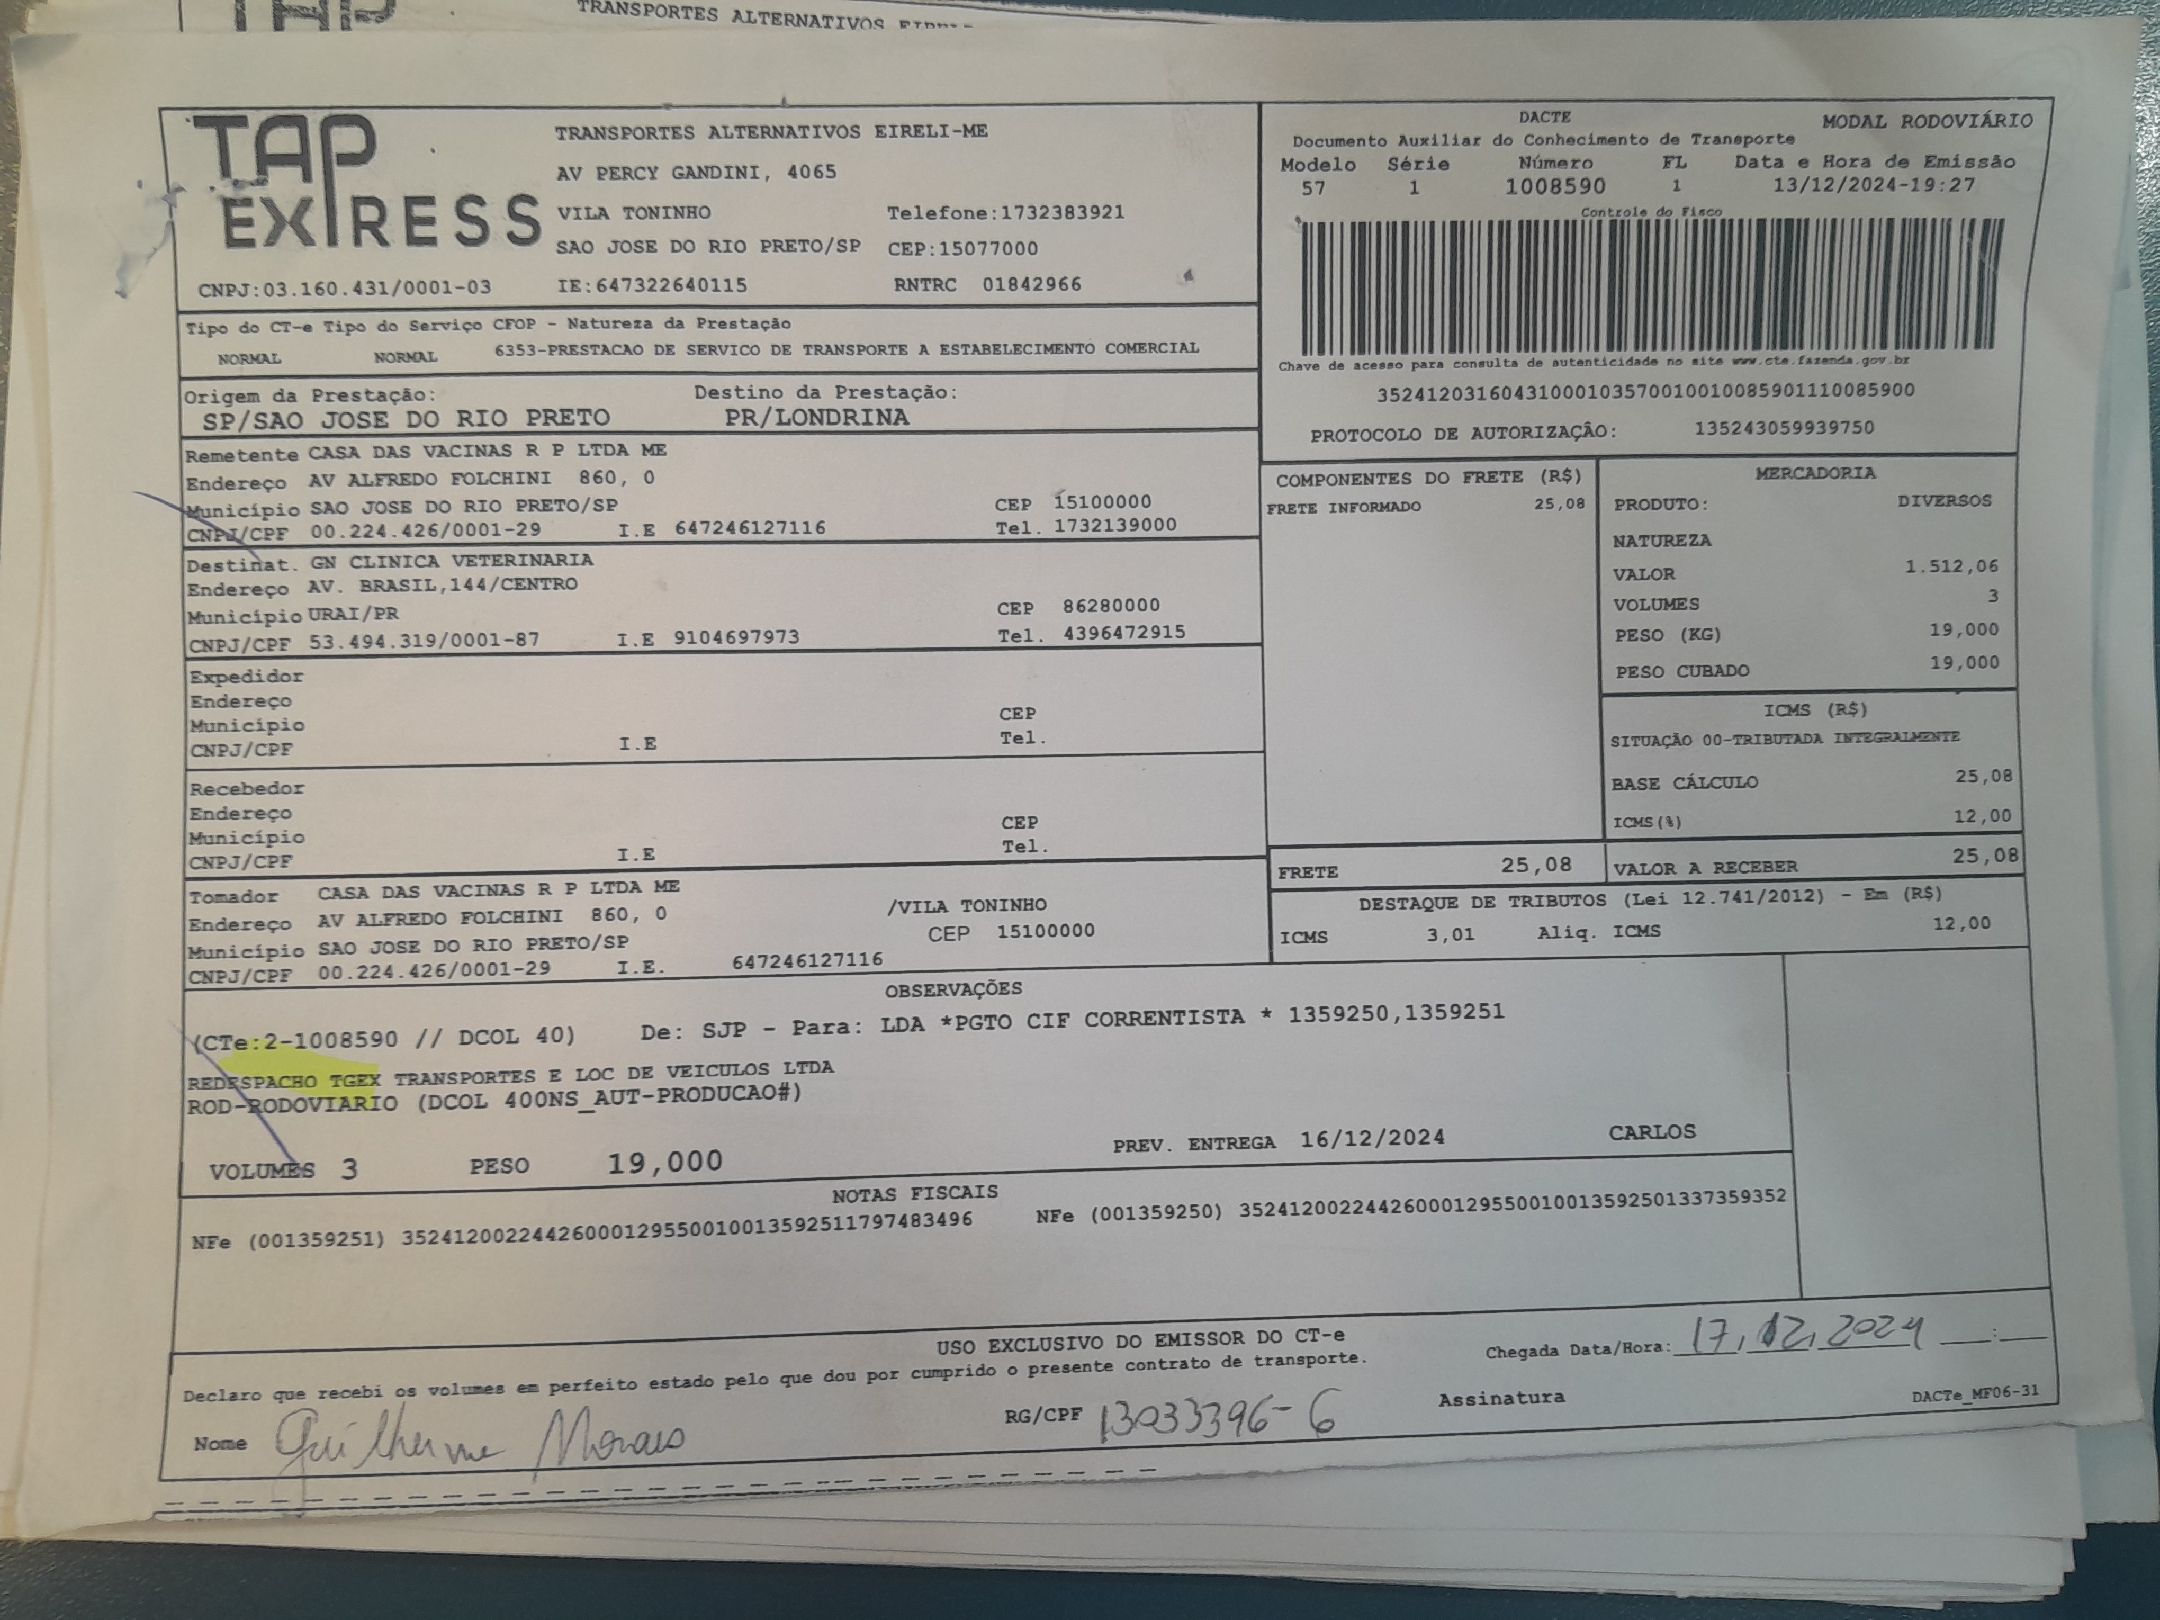 TRANSPORTES ALTERNATIVOS
TAP EXPRESS
TRANSPORTES ALTERNATIVOS EIRELI-ME
AV PERCY GANDINI, 4065
VILA TONINHO Telefone:1732383921
SAO JOSE DO RIO PRETO/SP CEP:15077000
CNPJ:03.160.431/0001-03 IE:647322640115 RNTRC 01842966
DACTE MODAL RODOVIÁRIO
Documento Auxiliar do Conhecimento de Transporte
Modelo Série Número FL Data e Hora de Emissão
57 1 1008590 1 13/12/2024-19:27
Controle do Fisco
Chave de acesso para consulta de autenticidade no site www.cte.fazenda.gov.br
35241203160431000103570010010085901110085900
PROTOCOLO DE AUTORIZAÇÃO: 135243059939750
Tipo do CT-e Tipo do Serviço CFOP - Natureza da Prestação
NORMAL NORMAL 6353-PRESTACAO DE SERVICO DE TRANSPORTE A ESTABELECIMENTO COMERCIAL
Origem da Prestação: Destino da Prestação:
SP/SAO JOSE DO RIO PRETO PR/LONDRINA
Remetente CASA DAS VACINAS R P LTDA ME
Endereço AV ALFREDO FOLCHINI 860, 0
Município SAO JOSE DO RIO PRETO/SP CEP 15100000
CNPJ/CPF 00.224.426/0001-29 I.E 647246127116 Tel. 1732139000
Destinat. GN CLINICA VETERINARIA
Endereço AV. BRASIL,144/CENTRO
Município URAI/PR CEP 86280000
CNPJ/CPF 53.494.319/0001-87 I.E 9104697973 Tel. 4396472915
Expedidor
Endereço
Município CEP
CNPJ/CPF I.E Tel.
Recebedor
Endereço
Município CEP
CNPJ/CPF I.E Tel.
Tomador CASA DAS VACINAS R P LTDA ME
Endereço AV ALFREDO FOLCHINI 860, 0 /VILA TONINHO
Município SAO JOSE DO RIO PRETO/SP CEP 15100000
CNPJ/CPF 00.224.426/0001-29 I.E. 647246127116
COMPONENTES DO FRETE (R$)
FRETE INFORMADO 25,08
MERCADORIA
PRODUTO: DIVERSOS
NATUREZA
VALOR 1.512,06
VOLUMES 3
PESO (KG) 19,000
PESO CUBADO 19,000
ICMS (R$)
SITUAÇÃO 00-TRIBUTADA INTEGRALMENTE
BASE CÁLCULO 25,08
ICMS(%) 12,00
FRETE 25,08 VALOR A RECEBER 25,08
DESTAQUE DE TRIBUTOS (Lei 12.741/2012) - Em (R$)
ICMS 3,01 Aliq. ICMS 12,00
OBSERVAÇÕES
(CTe:2-1008590 // DCOL 40) De: SJP - Para: LDA *PGTO CIF CORRENTISTA * 1359250,1359251
REDESPACHO TGEX TRANSPORTES E LOC DE VEICULOS LTDA
ROD-RODOVIARIO (DCOL 400NS_AUT-PRODUCAO#)
VOLUMES 3 PESO 19,000 PREV. ENTREGA 16/12/2024 CARLOS
NOTAS FISCAIS
NFe (001359251) 35241200224426000129550010013592511797483496 NFe (001359250) 35241200224426000129550010013592501337359352
USO EXCLUSIVO DO EMISSOR DO CT-e
Declaro que recebi os volumes em perfeito estado pelo que dou por cumprido o presente contrato de transporte. Chegada Data/Hora: 17,12,2024 __:__
Nome Guilherme Morais RG/CPF 13033396-6 Assinatura DACTe_MF06-31